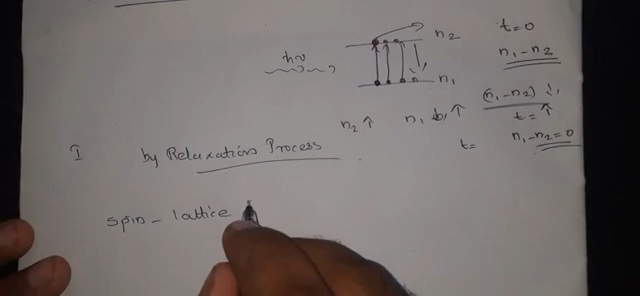 t=0
n₂
hν
n₁-n₂
n₁
(n₁-n₂) ↓,
n₂ ↑ n₁ ↑ t= ↑
I by Relaxation Process t= n₁-n₂=0
Spin - lattice